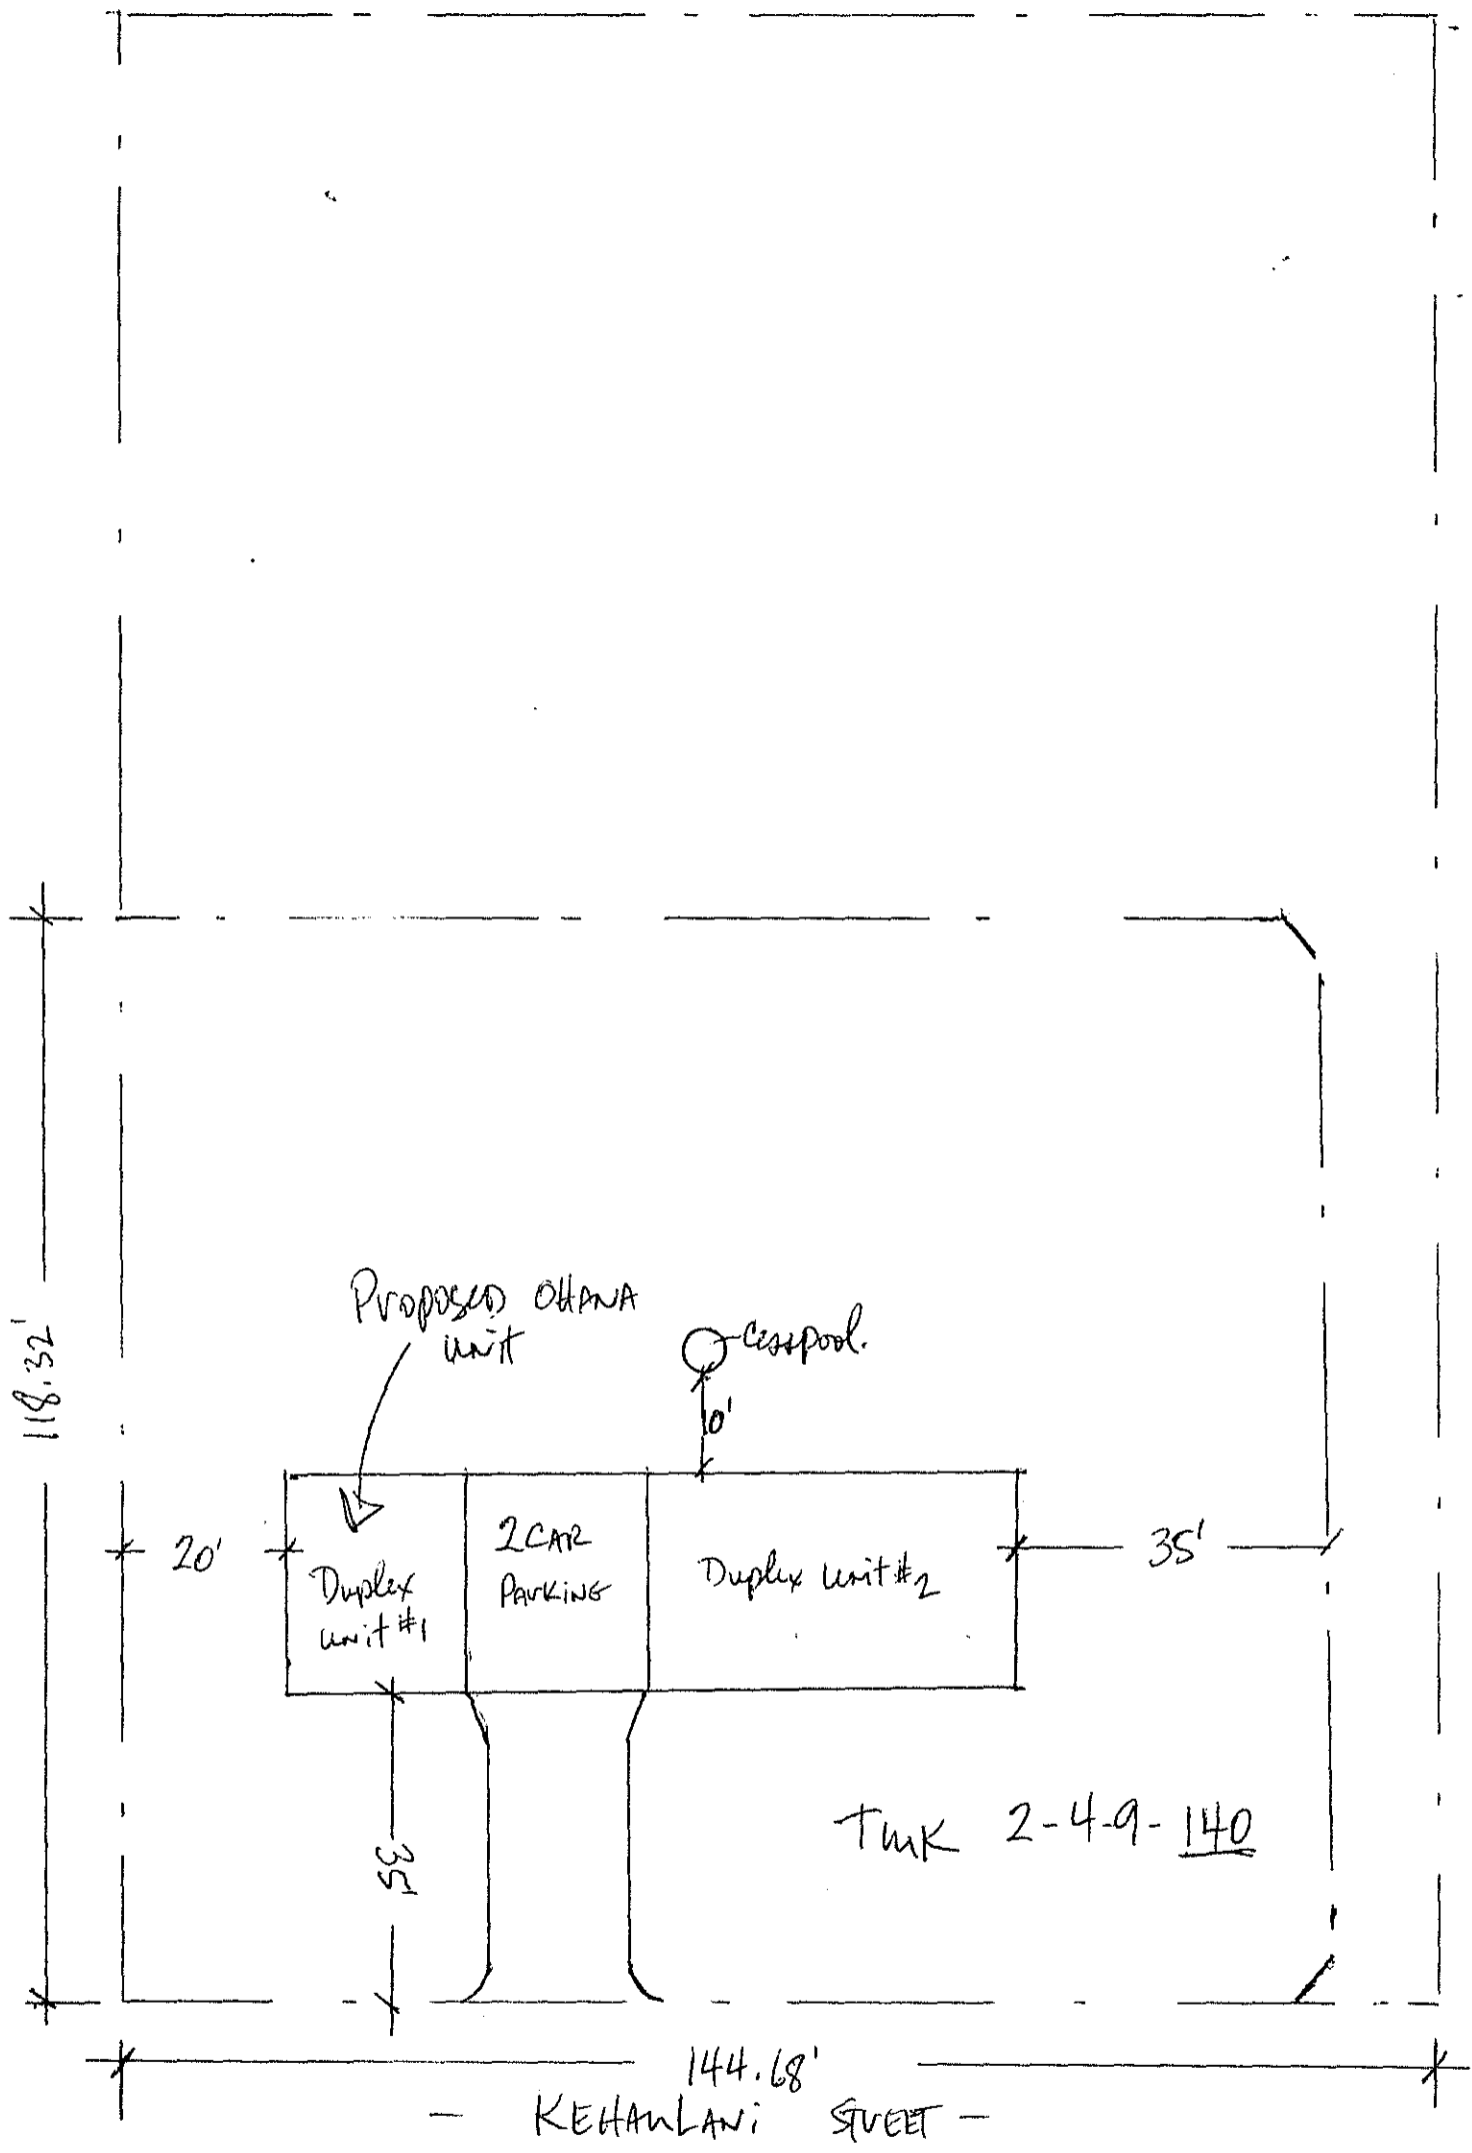 Proposed OHANA
unit
cesspool.
10'
118.32'
20'
Duplex
unit #1
2 CAR
PARKING
Duplex unit #2
35'
35'
TMK 2-4-9-140
144.68'
- KEHAULANI STREET -